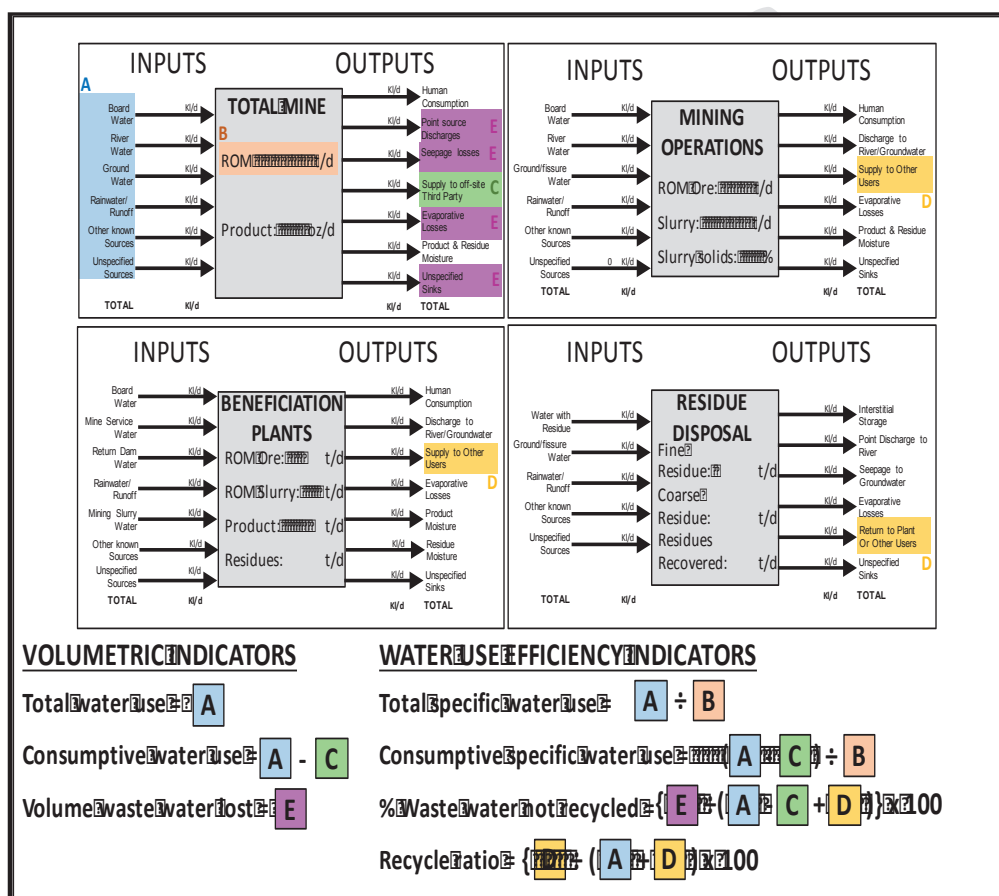 INPUTS OUTPUTS
A
Board Water Kl/d
River Water Kl/d
Ground Water Kl/d
Rainwater/ Runoff Kl/d
Other known Sources Kl/d
Unspecified Sources Kl/d
TOTAL Kl/d
TOTAL MINE
B
ROM t/d
Product: oz/d
Kl/d Human Consumption
Kl/d Point source Discharges E
Kl/d Seepage losses E
Kl/d Supply to off-site Third Party C
Kl/d Evaporative Losses E
Kl/d Product & Residue Moisture
Kl/d Unspecified Sinks E
Kl/d TOTAL
INPUTS OUTPUTS
Board Water Kl/d
River Water Kl/d
Ground/fissure Water Kl/d
Rainwater/ Runoff Kl/d
Other known Sources Kl/d
Unspecified Sources 0 Kl/d
TOTAL Kl/d
MINING
OPERATIONS
ROM Ore: t/d
Slurry: t/d
Slurry solids: %
Kl/d Human Consumption
Kl/d Discharge to River/Groundwater
Kl/d Supply to Other Users
D
Kl/d Evaporative Losses
Kl/d Product & Residue Moisture
Kl/d Unspecified Sinks
Kl/d TOTAL
INPUTS OUTPUTS
Board Water Kl/d
Mine Service Water Kl/d
Return Dam Water Kl/d
Rainwater/ Runoff Kl/d
Mining Slurry Water Kl/d
Other known Sources Kl/d
Unspecified Sources Kl/d
TOTAL Kl/d
BENEFICIATION
PLANTS
ROM Ore: t/d
ROM Slurry: t/d
Product: t/d
Residues: t/d
Kl/d Human Consumption
Kl/d Discharge to River/Groundwater
Kl/d Supply to Other Users
D
Kl/d Evaporative Losses
Kl/d Product Moisture
Kl/d Residue Moisture
Kl/d Unspecified Sinks
Kl/d TOTAL
INPUTS OUTPUTS
Water with Residue Kl/d
Ground/fissure Water Kl/d
Rainwater/ Runoff Kl/d
Other known Sources Kl/d
Unspecified Sources Kl/d
TOTAL Kl/d
RESIDUE
DISPOSAL
Fine
Residue: t/d
Coarse
Residue: t/d
Residues
Recovered: t/d
Kl/d Interstitial Storage
Kl/d Point Discharge to River
Kl/d Seepage to Groundwater
Kl/d Evaporative Losses
Kl/d Return to Plant Or Other Users
D
Kl/d Unspecified Sinks
Kl/d TOTAL
VOLUMETRIC INDICATORS
Total water use = A
Consumptive water use = A - C
Volume waste water lost = E
WATER USE EFFICIENCY INDICATORS
Total specific water use = A ÷ B
Consumptive specific water use = (A C) ÷ B
% Waste water not recycled = {E ÷ (A C + D)} x 100
Recycle ratio = {D ÷ (A + D) x 100